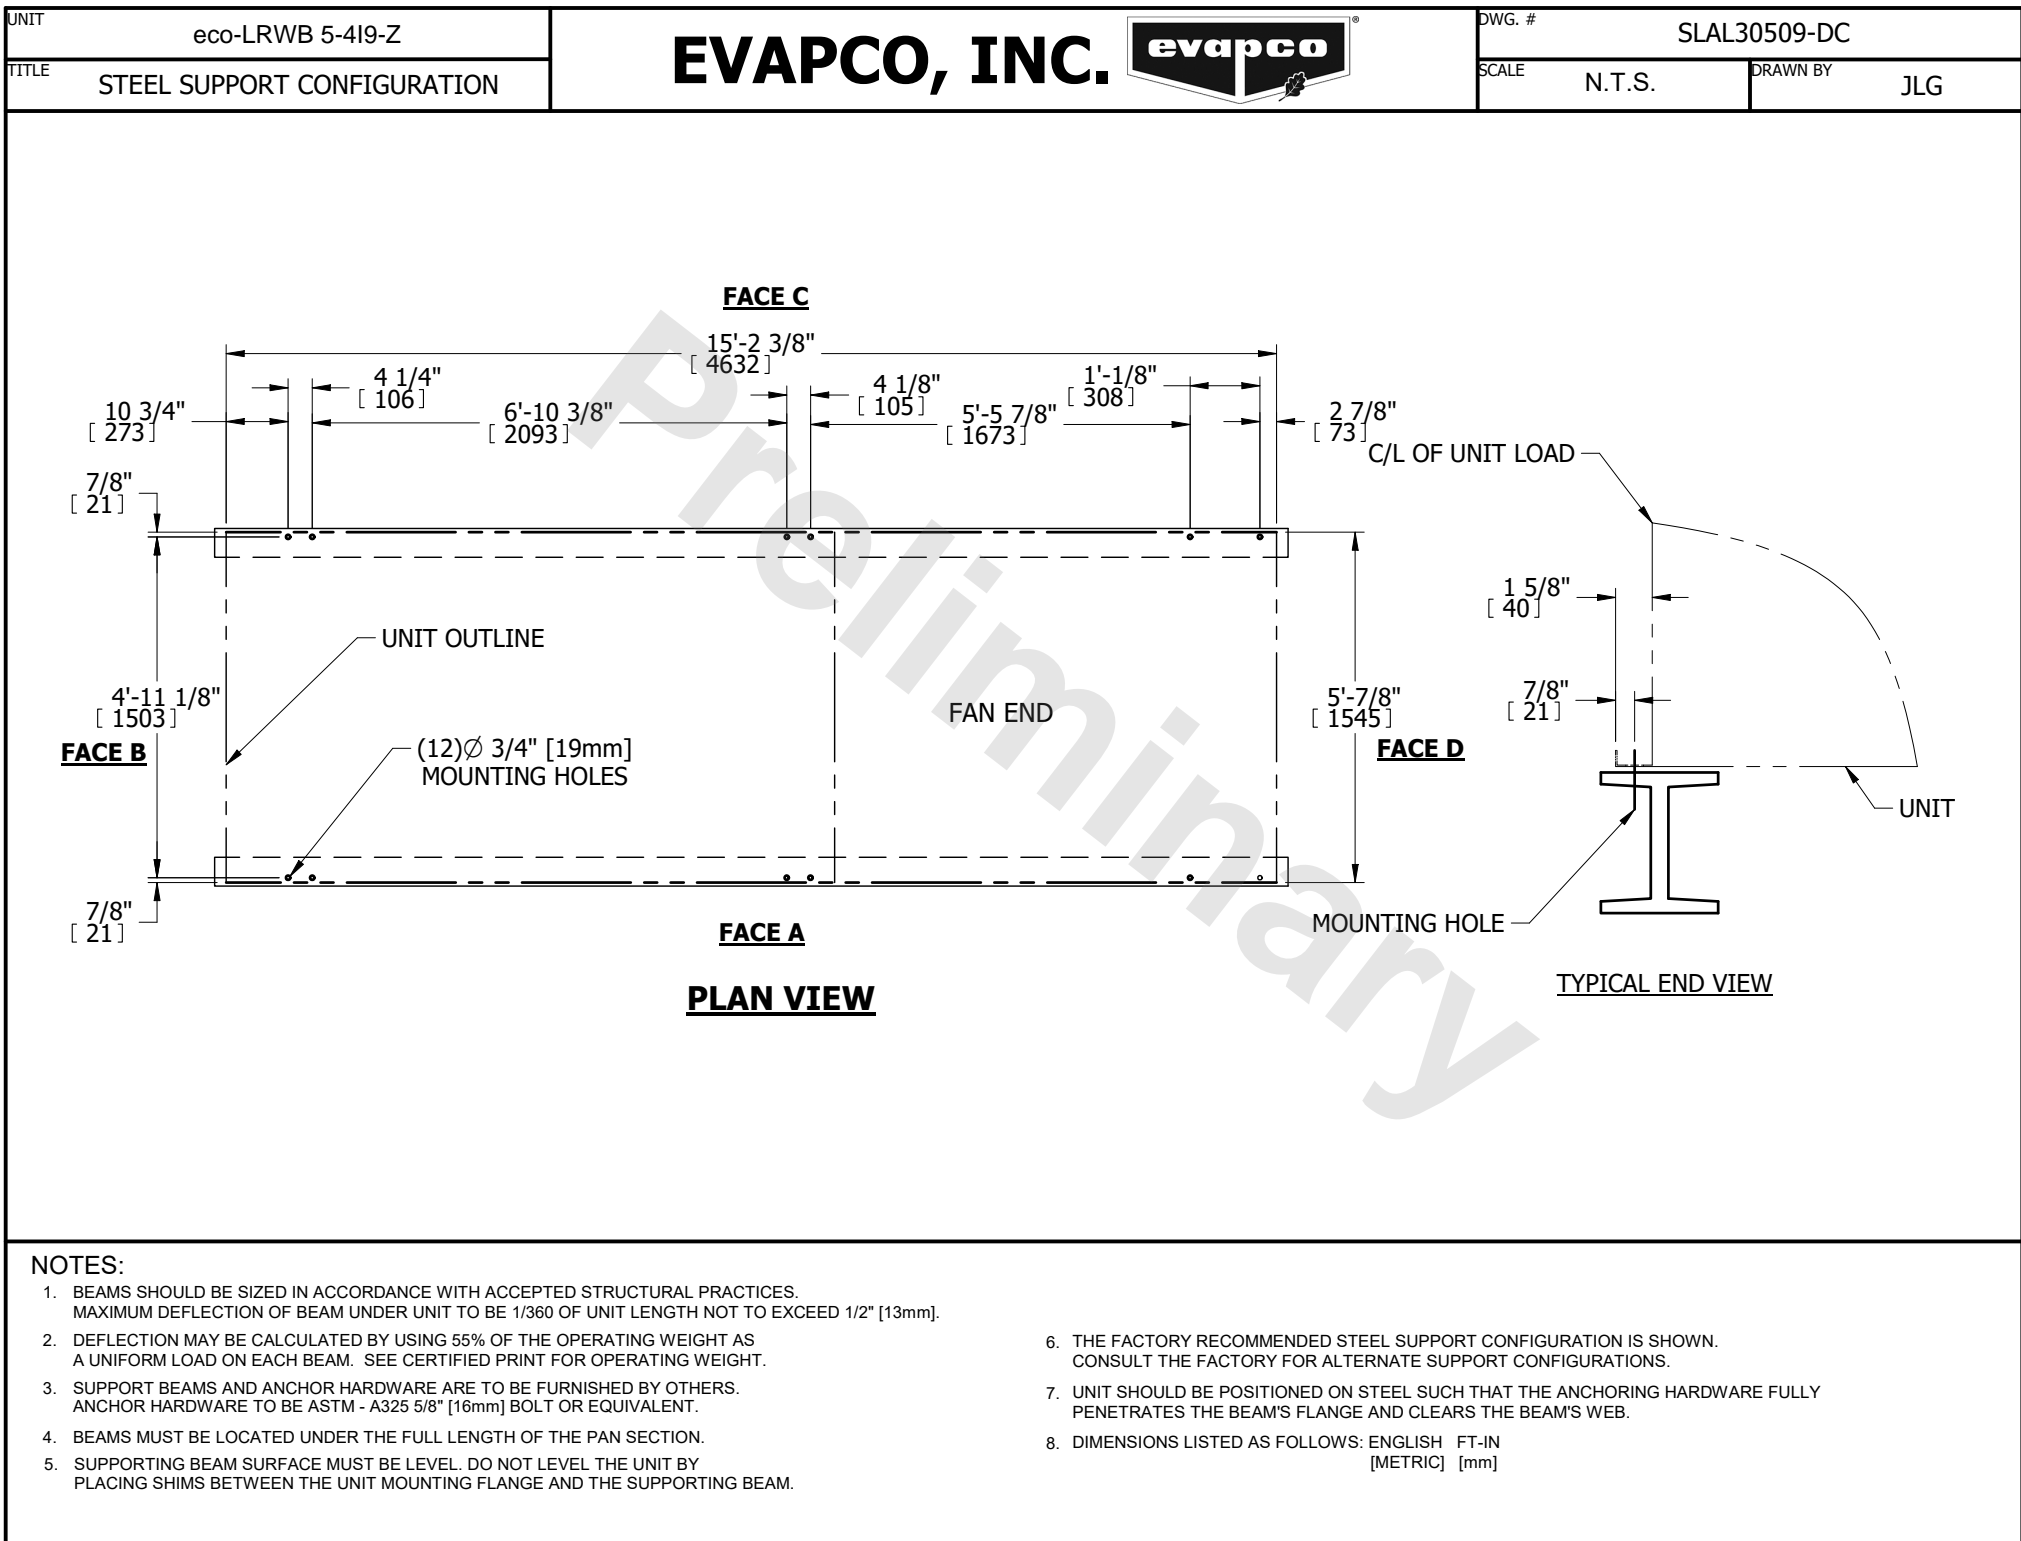 UNIT
eco-LRWB 5-4I9-Z
TITLE
STEEL SUPPORT CONFIGURATION
EVAPCO, INC.
evapco®
DWG. #
SLAL30509-DC
SCALE
N.T.S.
DRAWN BY
JLG
FACE C
15'-2 3/8"
[ 4632]
4 1/4"
[ 106]
4 1/8"
[ 105]
1'-1/8"
[ 308]
10 3/4"
[ 273]
6'-10 3/8"
[ 2093]
5'-5 7/8"
[ 1673]
2 7/8"
[ 73]
C/L OF UNIT LOAD
7/8"
[ 21]
1 5/8"
[ 40]
UNIT OUTLINE
4'-11 1/8"
[ 1503]
FAN END
5'-7/8"
[ 1545]
7/8"
[ 21]
FACE B
(12)Ø 3/4" [19mm]
MOUNTING HOLES
FACE D
UNIT
7/8"
[ 21]
FACE A
MOUNTING HOLE
PLAN VIEW
TYPICAL END VIEW
Preliminary
NOTES:
1. BEAMS SHOULD BE SIZED IN ACCORDANCE WITH ACCEPTED STRUCTURAL PRACTICES.
MAXIMUM DEFLECTION OF BEAM UNDER UNIT TO BE 1/360 OF UNIT LENGTH NOT TO EXCEED 1/2" [13mm].
2. DEFLECTION MAY BE CALCULATED BY USING 55% OF THE OPERATING WEIGHT AS
A UNIFORM LOAD ON EACH BEAM. SEE CERTIFIED PRINT FOR OPERATING WEIGHT.
3. SUPPORT BEAMS AND ANCHOR HARDWARE ARE TO BE FURNISHED BY OTHERS.
ANCHOR HARDWARE TO BE ASTM - A325 5/8" [16mm] BOLT OR EQUIVALENT.
4. BEAMS MUST BE LOCATED UNDER THE FULL LENGTH OF THE PAN SECTION.
5. SUPPORTING BEAM SURFACE MUST BE LEVEL. DO NOT LEVEL THE UNIT BY
PLACING SHIMS BETWEEN THE UNIT MOUNTING FLANGE AND THE SUPPORTING BEAM.
6. THE FACTORY RECOMMENDED STEEL SUPPORT CONFIGURATION IS SHOWN.
CONSULT THE FACTORY FOR ALTERNATE SUPPORT CONFIGURATIONS.
7. UNIT SHOULD BE POSITIONED ON STEEL SUCH THAT THE ANCHORING HARDWARE FULLY
PENETRATES THE BEAM'S FLANGE AND CLEARS THE BEAM'S WEB.
8. DIMENSIONS LISTED AS FOLLOWS: ENGLISH FT-IN
[METRIC] [mm]